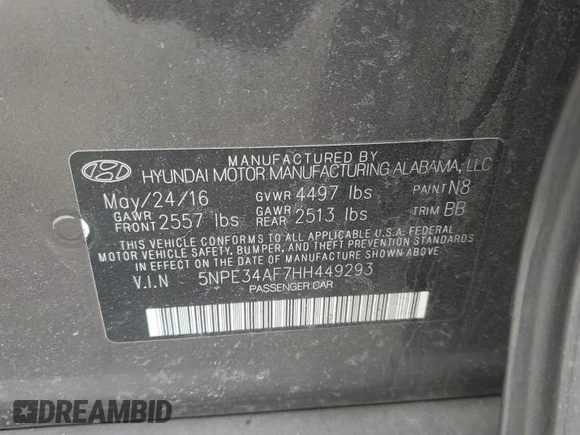 MANUFACTURED BY
HYUNDAI MOTOR MANUFACTURING ALABAMA, LLC
May/24/16 GVWR 4497 lbs PAINT N8
GAWR FRONT 2557 lbs GAWR REAR 2513 lbs TRIM BB
THIS VEHICLE CONFORMS TO ALL APPLICABLE U.S.A. FEDERAL
MOTOR VEHICLE SAFETY, BUMPER, AND THEFT PREVENTION STANDARDS
IN EFFECT ON THE DATE OF MANUFACTURE SHOWN ABOVE.
V.I.N 5NPE34AF7HH449293
PASSENGER CAR
DREAMBID